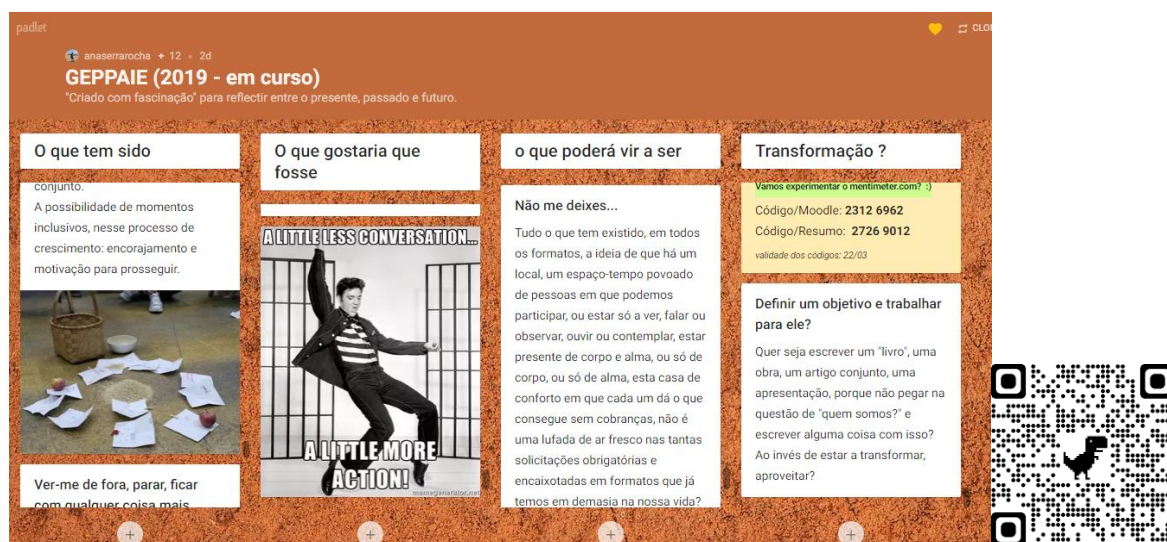 padlet
anaserrarocha + 12 • 2d
GEPPAIE (2019 - em curso)
"Criado com fascinação" para reflectir entre o presente, passado e futuro.
O que tem sido
conjunto.
A possibilidade de momentos
inclusivos, nesse processo de
crescimento: encorajamento e
motivação para prosseguir.
Ver-me de fora, parar, ficar
com qualquer coisa mais
O que gostaria que
fosse
A LITTLE LESS CONVERSATION...
A LITTLE MORE
ACTION!
memegenerator.net
o que poderá vir a ser
Não me deixes...
Tudo o que tem existido, em todos
os formatos, a ideia de que há um
local, um espaço-tempo povoado
de pessoas em que podemos
participar, ou estar só a ver, falar ou
observar, ouvir ou contemplar, estar
presente de corpo e alma, ou só de
corpo, ou só de alma, esta casa de
conforto em que cada um dá o que
consegue sem cobranças, não é
uma lufada de ar fresco nas tantas
solicitações obrigatórias e
encaixotadas em formatos que já
temos em demasia na nossa vida?
Transformação ?
Vamos experimentar o mentimeter.com? :)
Código/Moodle: 2312 6962
Código/Resumo: 2726 9012
validade dos códigos: 22/03
Definir um objetivo e trabalhar
para ele?
Quer seja escrever um "livro", uma
obra, um artigo conjunto, uma
apresentação, porque não pegar na
questão de "quem somos?" e
escrever alguma coisa com isso?
Ao invés de estar a transformar,
aproveitar?